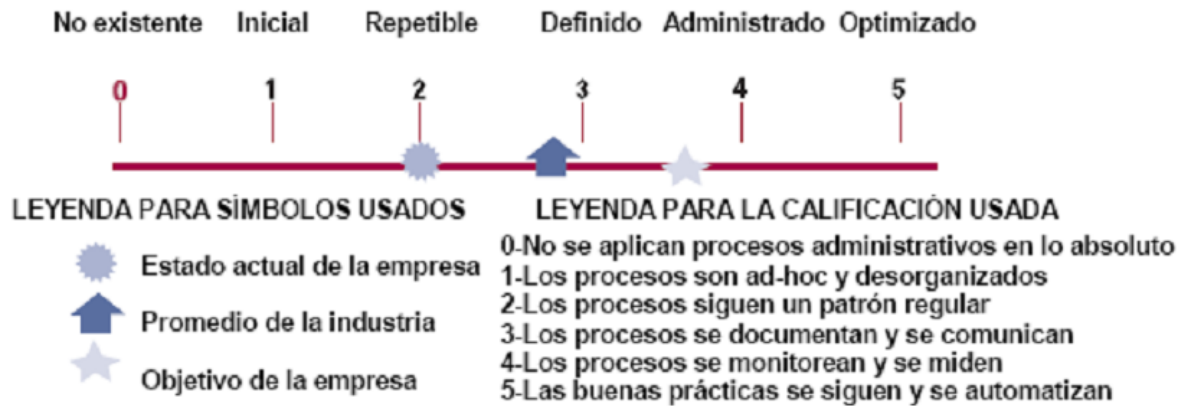 No existente Inicial Repetible Definido Administrado Optimizado
0 1 2 3 4 5
LEYENDA PARA SÍMBOLOS USADOS
Estado actual de la empresa
Promedio de la industria
Objetivo de la empresa
LEYENDA PARA LA CALIFICACIÓN USADA
0-No se aplican procesos administrativos en lo absoluto
1-Los procesos son ad-hoc y desorganizados
2-Los procesos siguen un patrón regular
3-Los procesos se documentan y se comunican
4-Los procesos se monitorean y se miden
5-Las buenas prácticas se siguen y se automatizan